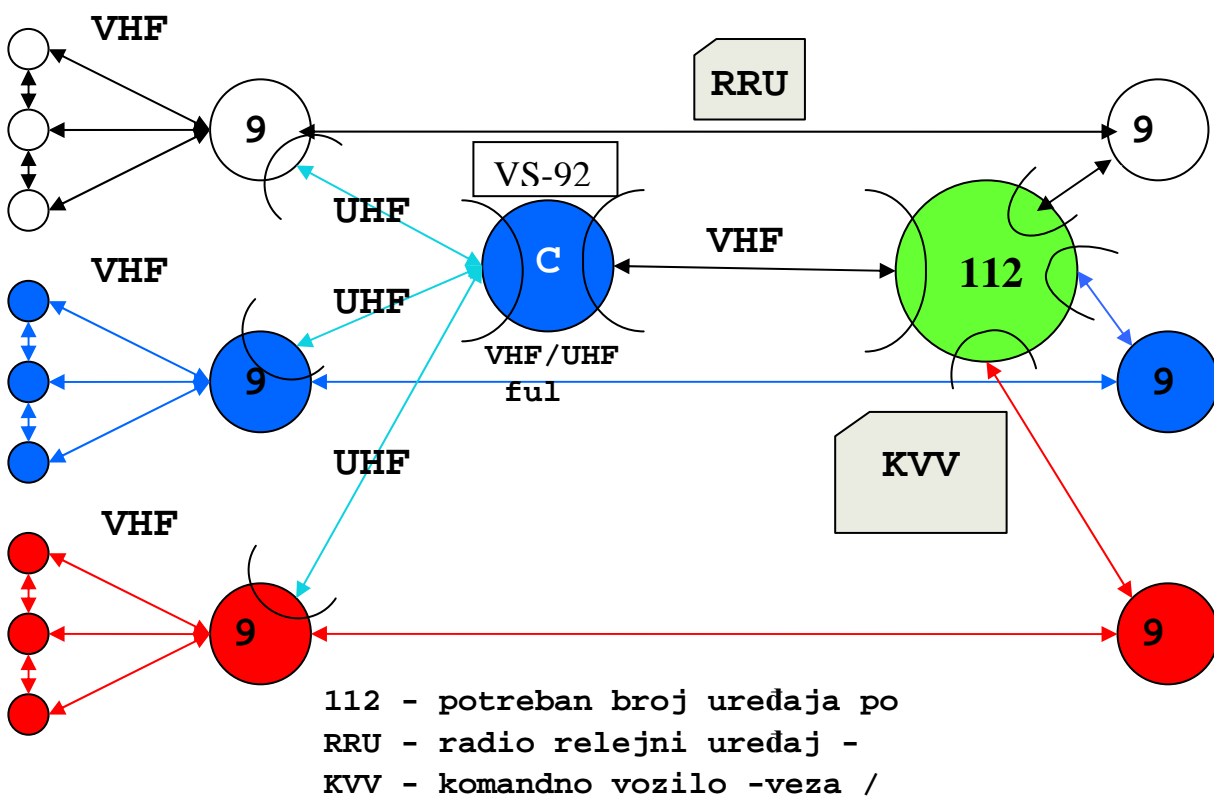 VHF
RRU
9
9
VS-92
UHF
C
VHF
112
VHF
UHF
VHF/UHF
ful
9
9
UHF
KVV
VHF
9
9
112 - potreban broj uređaja po
RRU - radio relejni uređaj -
KVV - komandno vozilo -veza /